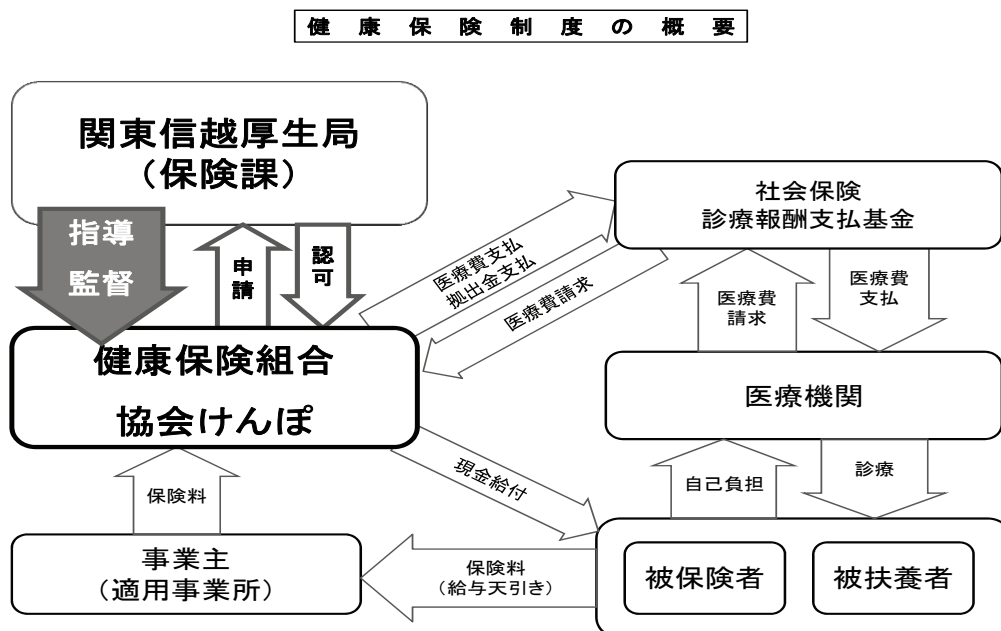 健康保険制度の概要
関東信越厚生局
（保険課）
指導
監督
申請
認可
医療費支払
拠出金支払
医療費請求
社会保険
診療報酬支払基金
医療費
請求
医療費
支払
健康保険組合
協会けんぽ
医療機関
保険料
現金給付
自己負担
診療
事業主
（適用事業所）
保険料
（給与天引き）
被保険者
被扶養者